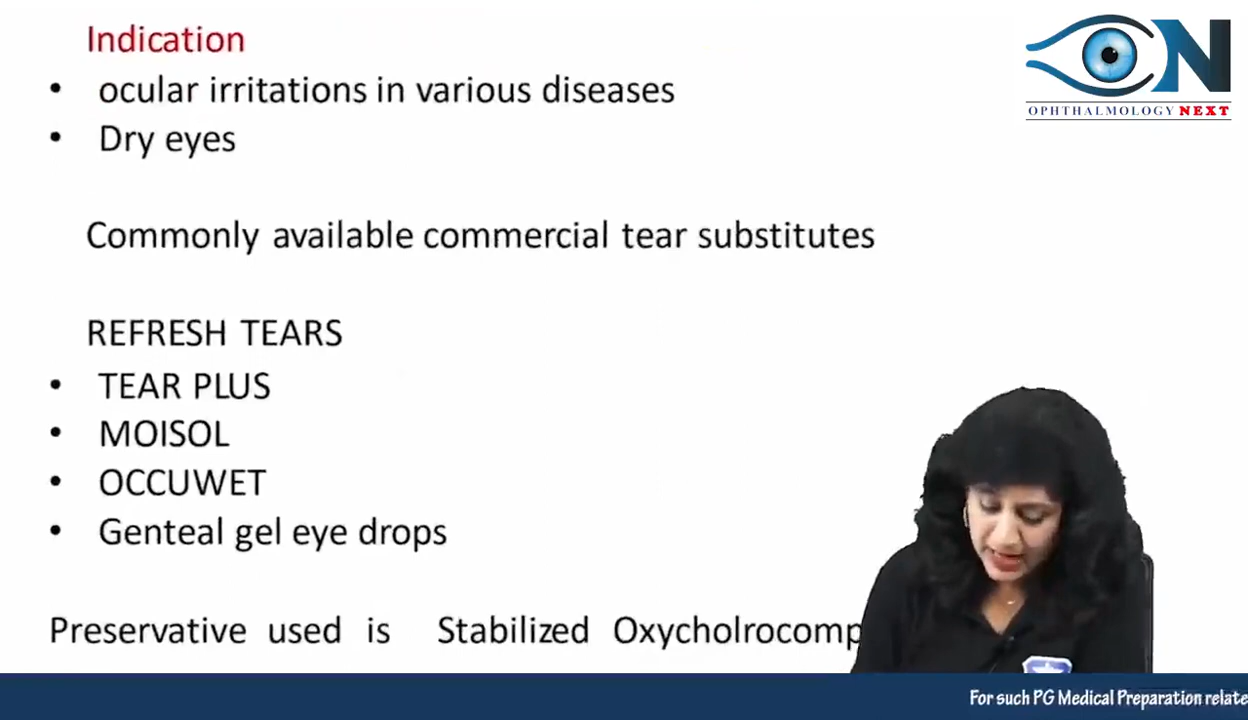 Indication
• ocular irritations in various diseases
• Dry eyes
Commonly available commercial tear substitutes
REFRESH TEARS
• TEAR PLUS
• MOISOL
• OCCUWET
• Genteal gel eye drops
Preservative used is Stabilized Oxycholrocomp
ON
OPHTHALMOLOGY NEXT
For such PG Medical Preparation relate